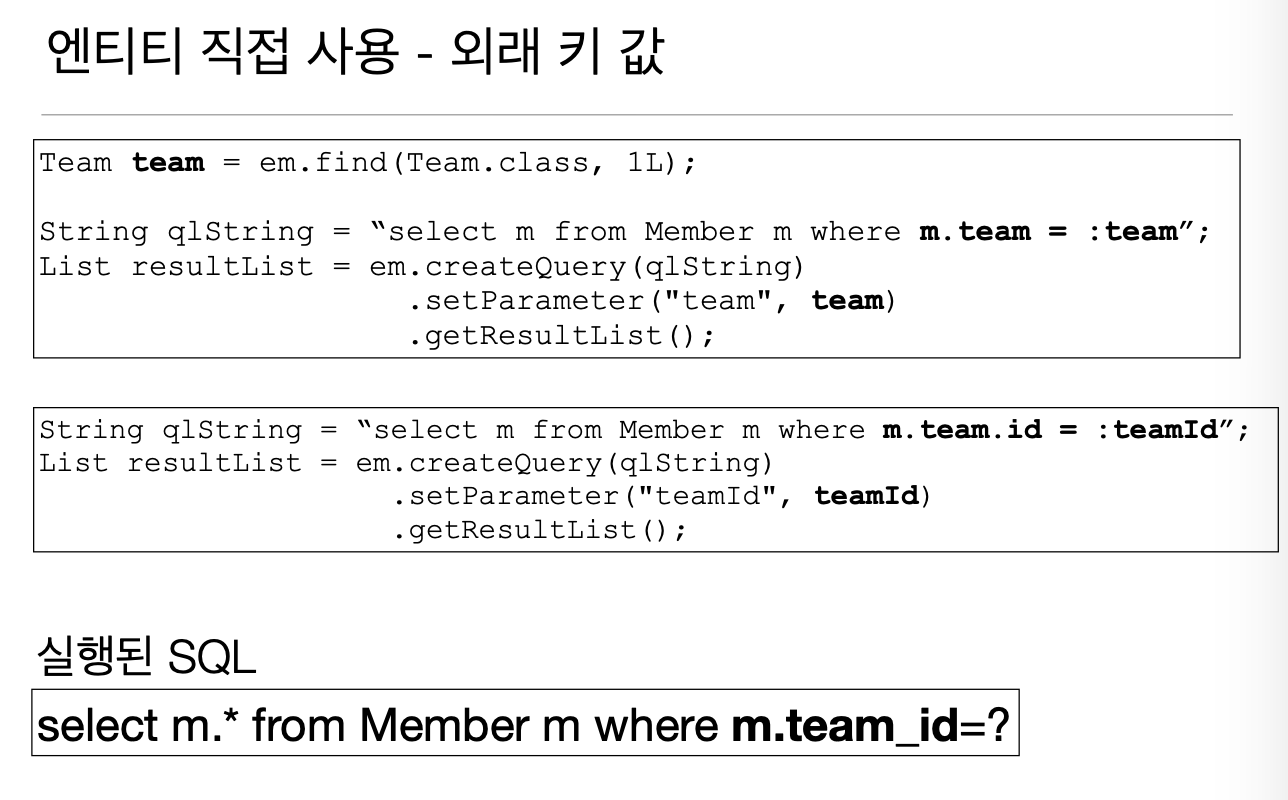 엔티티 직접 사용 - 외래 키 값
Team team = em.find(Team.class, 1L);
String qlString = “select m from Member m where m.team = :team”;
List resultList = em.createQuery(qlString)
.setParameter("team", team)
.getResultList();
String qlString = “select m from Member m where m.team.id = :teamId”;
List resultList = em.createQuery(qlString)
.setParameter("teamId", teamId)
.getResultList();
실행된 SQL
select m.* from Member m where m.team_id=?